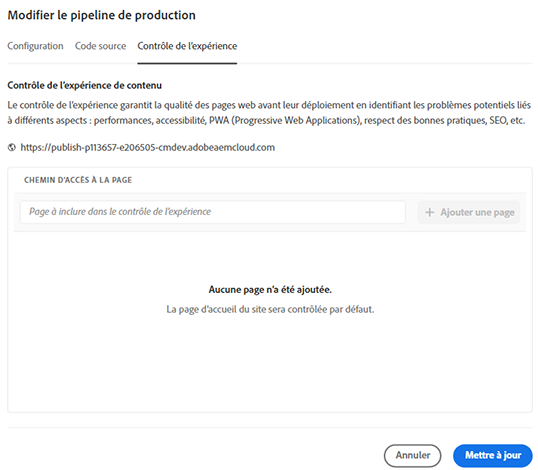 Modifier le pipeline de production
Configuration Code source Contrôle de l'expérience
Contrôle de l'expérience de contenu
Le contrôle de l'expérience garantit la qualité des pages web avant leur déploiement en identifiant les problèmes potentiels liés
à différents aspects : performances, accessibilité, PWA (Progressive Web Applications), respect des bonnes pratiques, SEO, etc.
https://publish-p113657-e206505-cmdev.adobeaemcloud.com
CHEMIN D'ACCÈS À LA PAGE
Page à inclure dans le contrôle de l'expérience
+ Ajouter une page
Aucune page n'a été ajoutée.
La page d'accueil du site sera contrôlée par défaut.
Annuler Mettre à jour